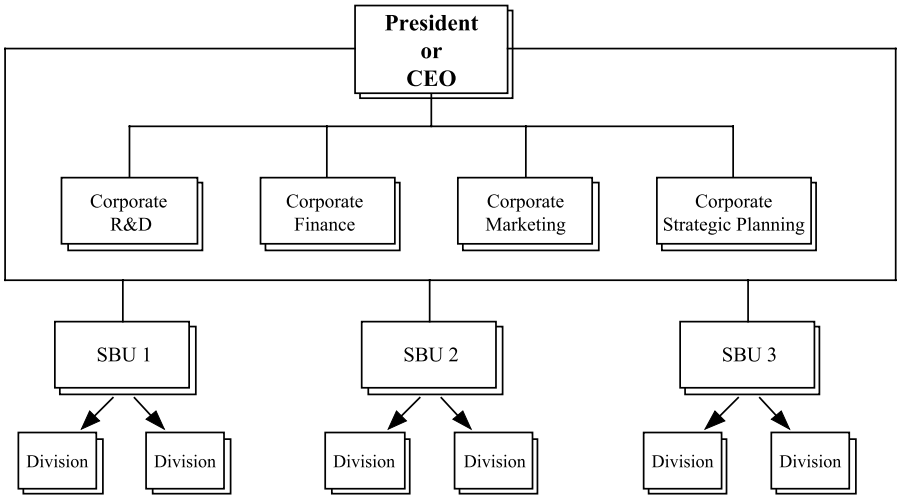 President
or
CEO
Corporate
R&D
Corporate
Finance
Corporate
Marketing
Corporate
Strategic Planning
SBU 1
SBU 2
SBU 3
Division
Division
Division
Division
Division
Division